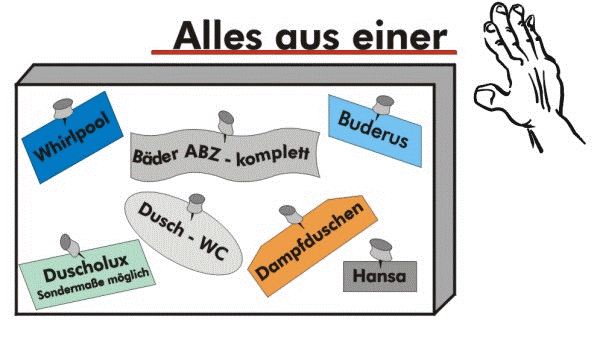 Alles aus einer
Whirlpool
Bäder ABZ - komplett
Buderus
Dusch - WC
Dampfduschen
Duscholux
Sondermaße möglich
Hansa